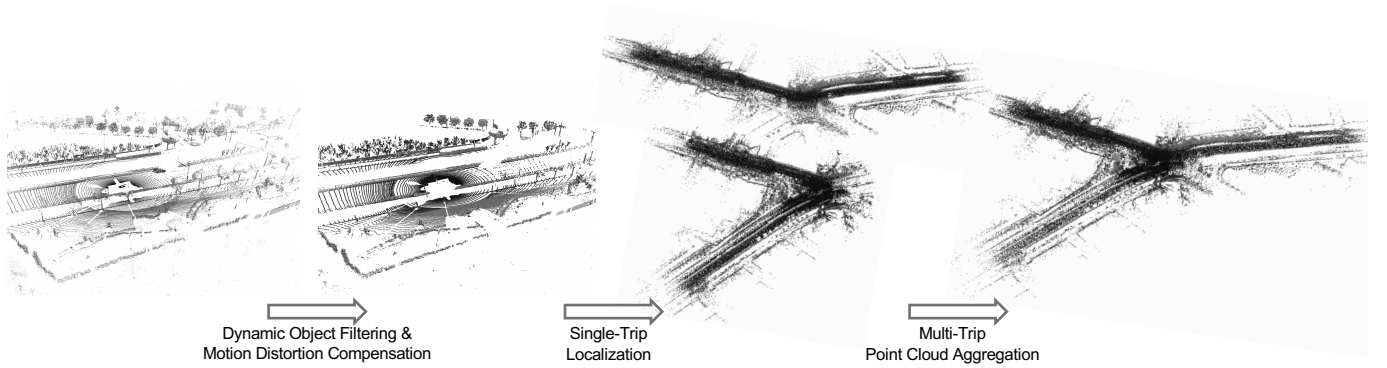 Dynamic Object Filtering &
Motion Distortion Compensation
Single-Trip
Localization
Multi-Trip
Point Cloud Aggregation